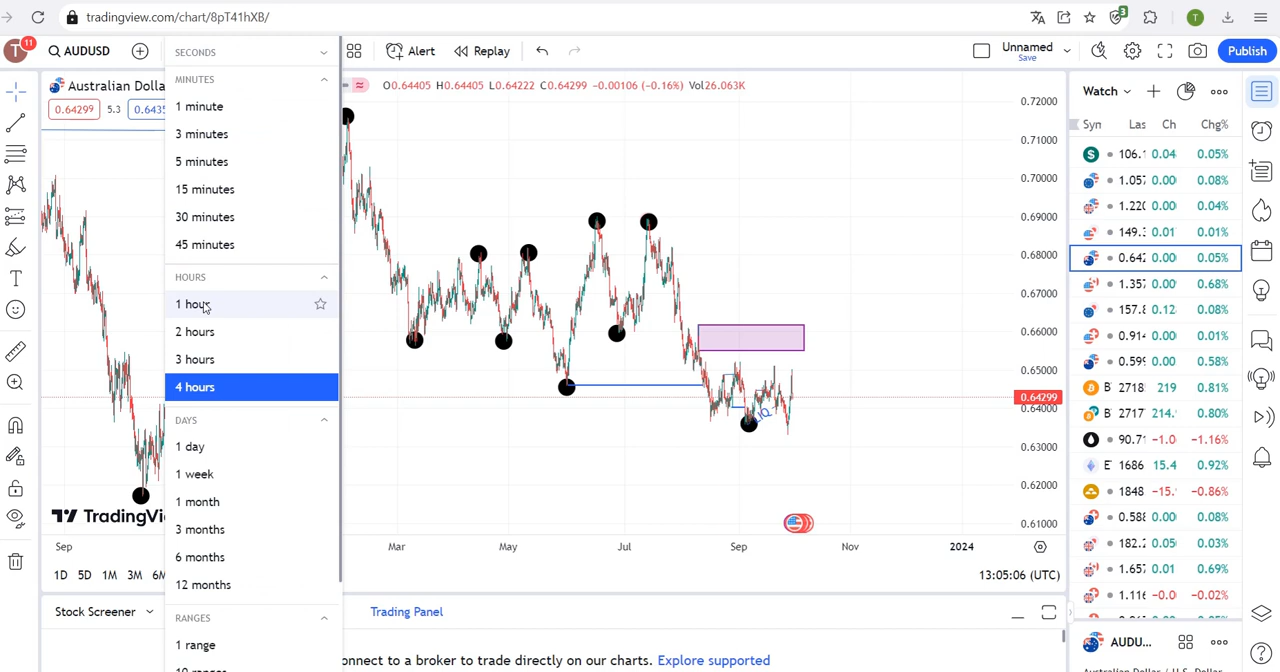 tradingview.com/chart/8pT41hXB/
3
T
T
11
AUDUSD
Alert
Replay
Unnamed
Save
Publish
SECONDS
MINUTES
1 minute
3 minutes
5 minutes
15 minutes
30 minutes
45 minutes
HOURS
1 hour
2 hours
3 hours
4 hours
DAYS
1 day
1 week
1 month
3 months
6 months
12 months
RANGES
1 range
10 ranges
Australian Dolla
0.64299
5.3
0.643
O0.64405 H0.64405 L0.64222 C0.64299 −0.00106 (−0.16%) Vol26.063K
0.72000
0.71000
0.70000
0.69000
0.68000
0.67000
0.66000
0.65000
0.64299
0.64000
0.63000
0.62000
0.61000
LIQ
TradingVie
Sep
Mar
May
Jul
Sep
Nov
2024
1D 5D 1M 3M 6M
13:05:06 (UTC)
Stock Screener
Trading Panel
onnect to a broker to trade directly on our charts. Explore supported
Watch
Syn Las Ch Chg%
106.1 0.04 0.05%
1.057 0.00 0.08%
1.220 0.00 0.04%
149.3 0.01 0.01%
0.642 0.00 0.05%
1.357 0.00 0.68%
157.8 0.12 0.08%
0.914 0.00 0.01%
0.599 0.00 0.58%
B 2718 219 0.81%
B 2717 214. 0.80%
90.7 −1.0 −1.16%
E 1686 15.4 0.92%
1848 −15. −0.86%
0.588 0.00 0.08%
182.2 0.05 0.03%
1.657 0.01 0.69%
1.116 −0.0 −0.02%
AUDU...